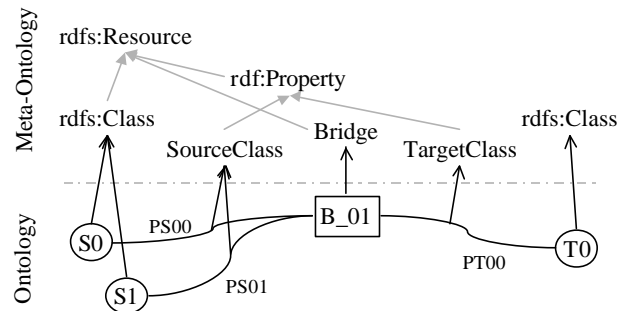 Meta-Ontology
rdfs:Resource
rdf:Property
rdfs:Class
SourceClass
Bridge
TargetClass
rdfs:Class
Ontology
S0
PS00
B_01
PT00
T0
S1
PS01